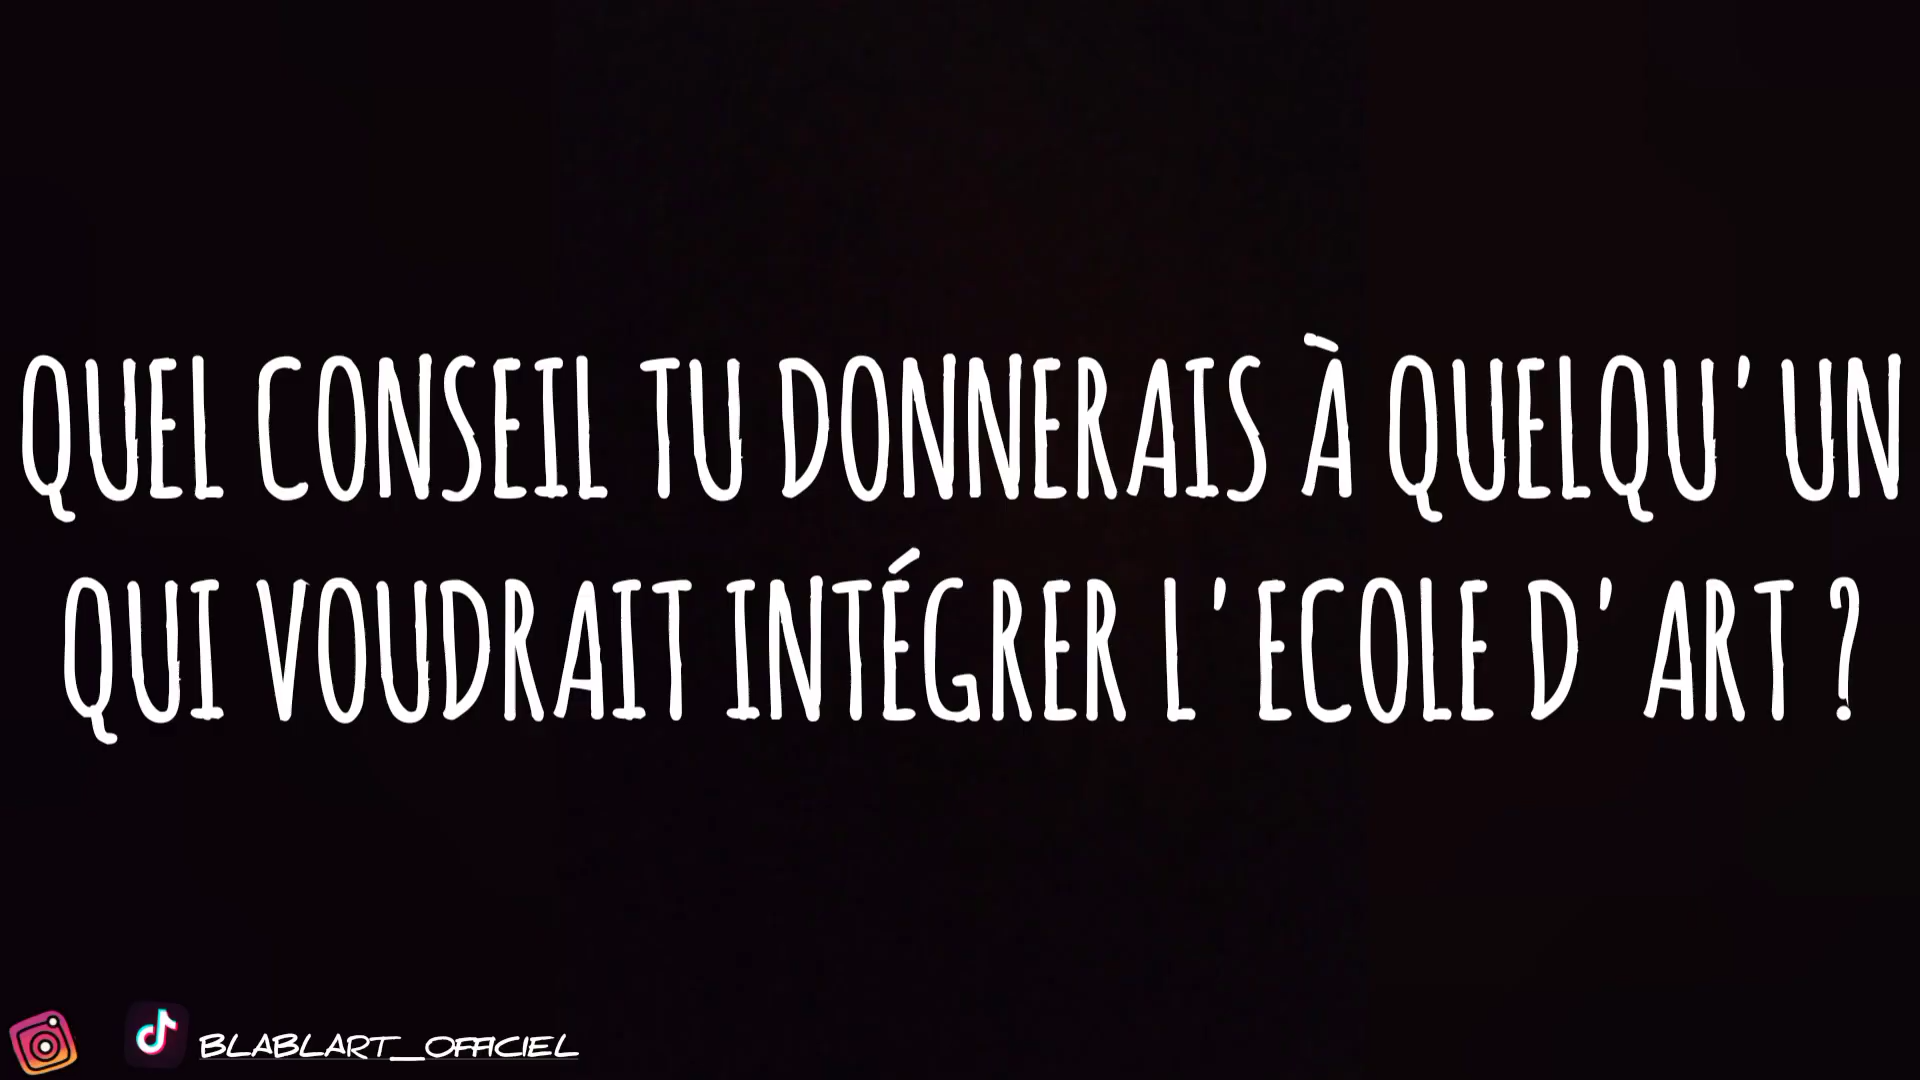 QUEL CONSEIL TU DONNERAIS À QUELQU'UN
QUI VOUDRAIT INTÉGRER L'ECOLE D'ART ?
BLABLART_OFFICIEL